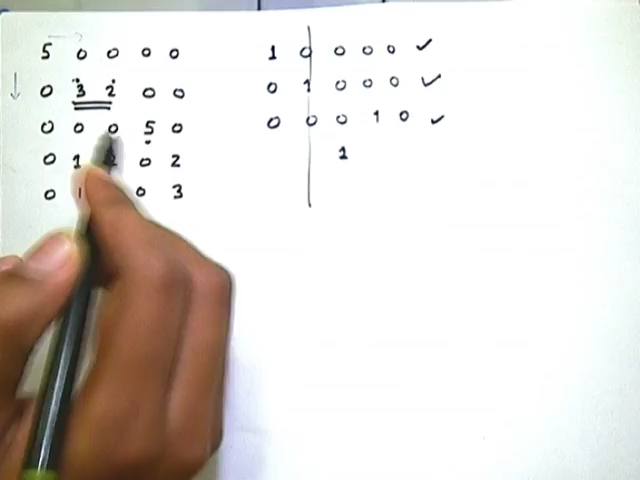 5 0 0 0 0
0 3 2 0 0
0 0 0 5 0
0 1 2 0 2
0 1 0 3
1 0 0 0 0 ✓
0 1 0 0 0 ✓
0 0 0 1 0 ✓
1